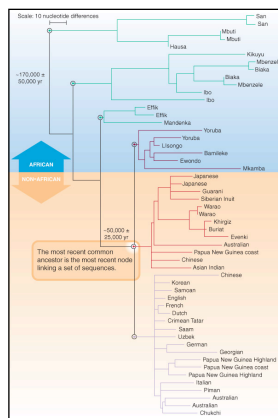 Scale: 10 nucleotide differences
San
San
Mbuti
Mbuti
Hausa
Kikuyu
Mbenzele
Biaka
Biaka
Mbenzele
Ibo
Ibo
~170,000 ±
50,000 yr
Effik
Effik
Mandenka
Yoruba
Yoruba
Lisongo
Bamileke
Ewondo
Mkamba
AFRICAN
NON-AFRICAN
Japanese
Japanese
Guarani
Siberian Inuit
Warao
Warao
Khirgiz
Buriat
Evenki
Australian
~50,000 ±
25,000 yr
The most recent common
ancestor is the most recent node
linking a set of sequences.
Papua New Guinea coast
Chinese
Asian Indian
Chinese
Korean
Samoan
English
French
Dutch
Crimean Tatar
Saam
Uzbek
German
Georgian
Papua New Guinea Highland
Papua New Guinea coast
Papua New Guinea Highland
Italian
Piman
Australian
Australian
Chukchi